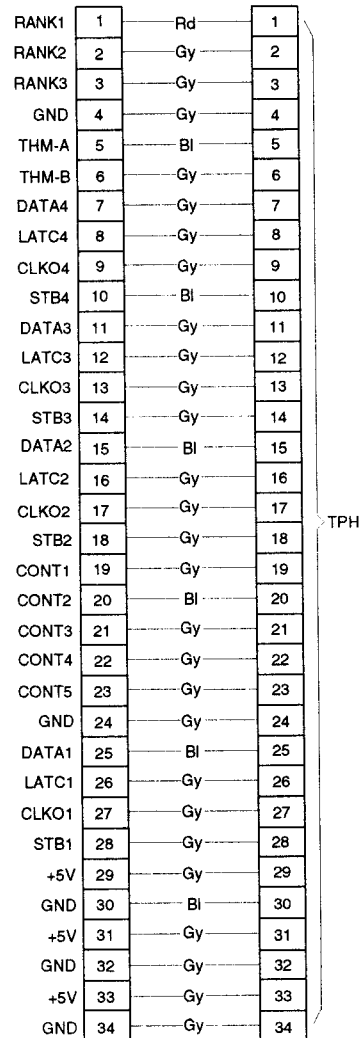 RANK1 1 Rd 1
RANK2 2 Gy 2
RANK3 3 Gy 3
GND 4 Gy 4
THM-A 5 Bl 5
THM-B 6 Gy 6
DATA4 7 Gy 7
LATC4 8 Gy 8
CLKO4 9 Gy 9
STB4 10 Bl 10
DATA3 11 Gy 11
LATC3 12 Gy 12
CLKO3 13 Gy 13
STB3 14 Gy 14
DATA2 15 Bl 15
LATC2 16 Gy 16
CLKO2 17 Gy 17
TPH
STB2 18 Gy 18
CONT1 19 Gy 19
CONT2 20 Bl 20
CONT3 21 Gy 21
CONT4 22 Gy 22
CONT5 23 Gy 23
GND 24 Gy 24
DATA1 25 Bl 25
LATC1 26 Gy 26
CLKO1 27 Gy 27
STB1 28 Gy 28
+5V 29 Gy 29
GND 30 Bl 30
+5V 31 Gy 31
GND 32 Gy 32
+5V 33 Gy 33
GND 34 Gy 34